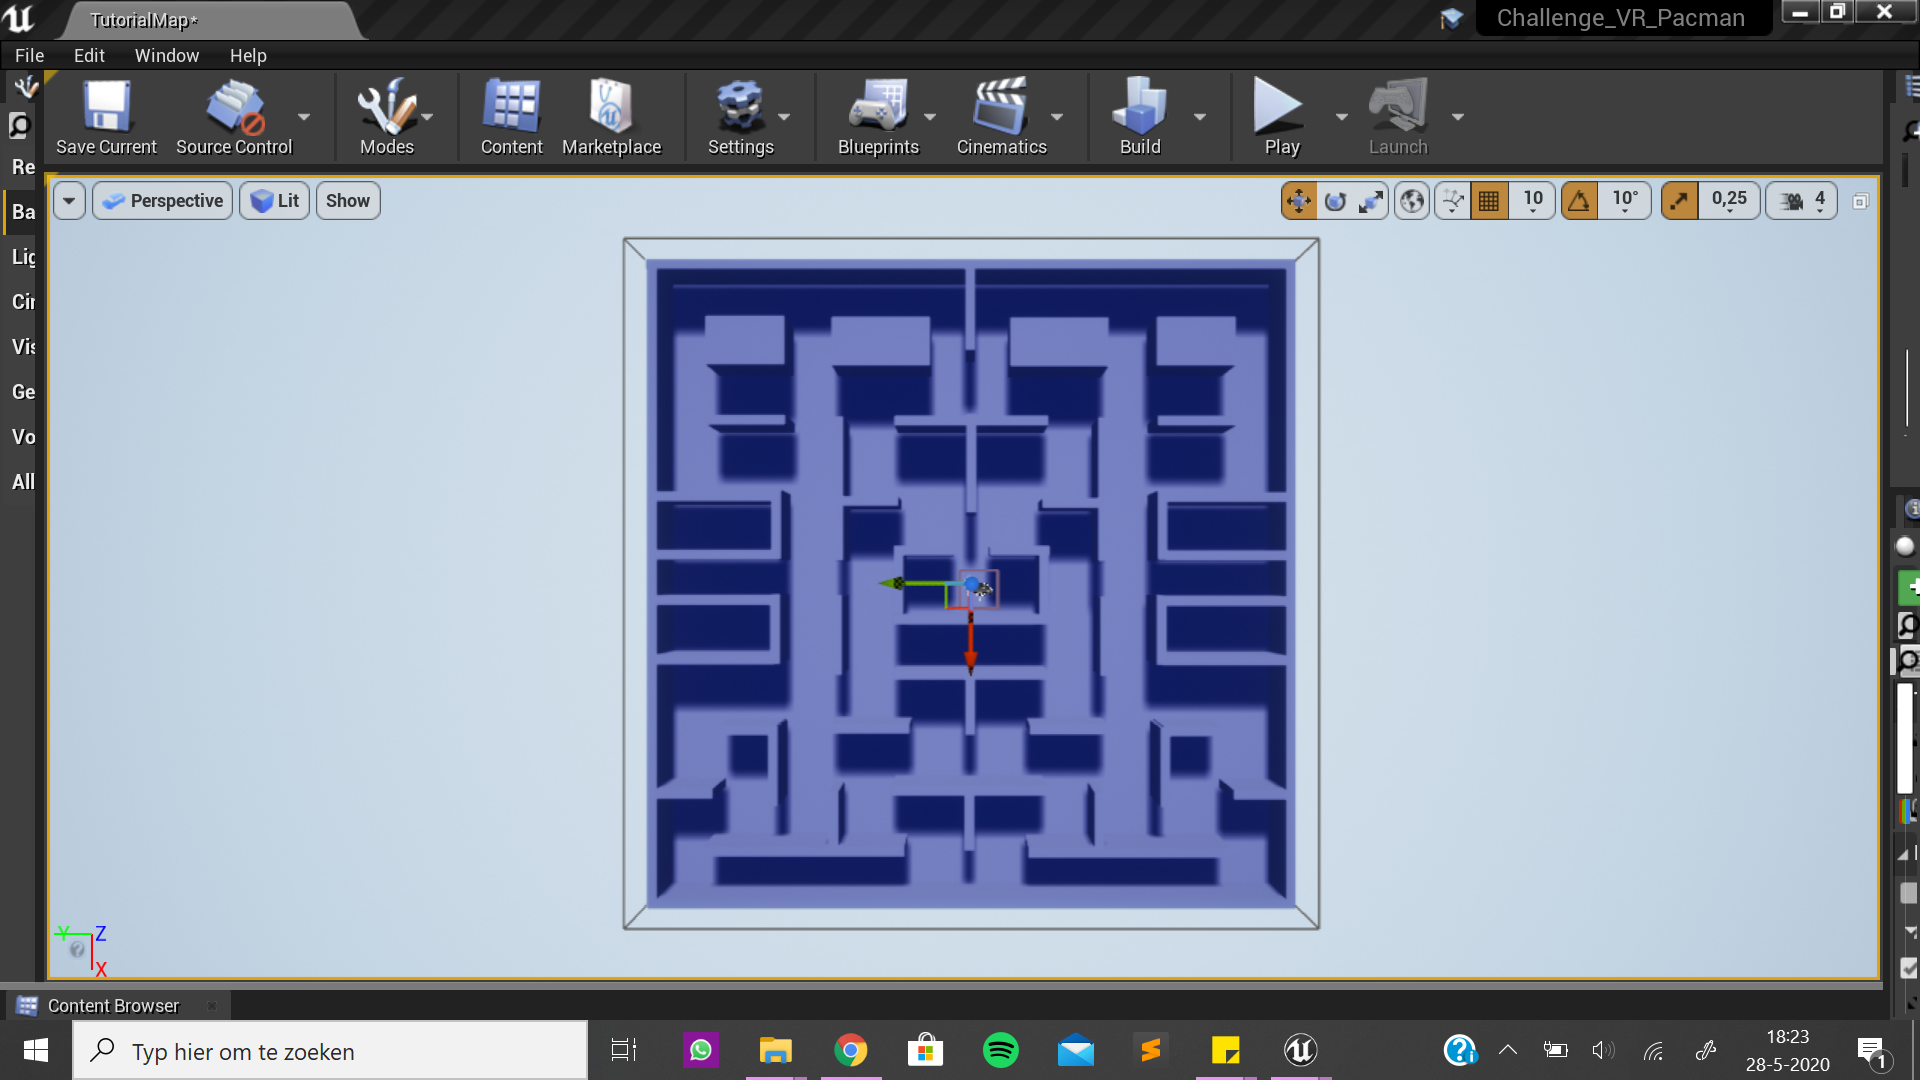 TutorialMap*
Challenge_VR_Pacman
File Edit Window Help
Save Current Source Control Modes Content Marketplace Settings Blueprints Cinematics Build Play Launch
Re
Ba
Lig
Cir
Vis
Ge
Vo
All
Perspective Lit Show
10 10° 0,25 4
Y Z
X
Content Browser
Typ hier om te zoeken
18:23
28-5-2020
1